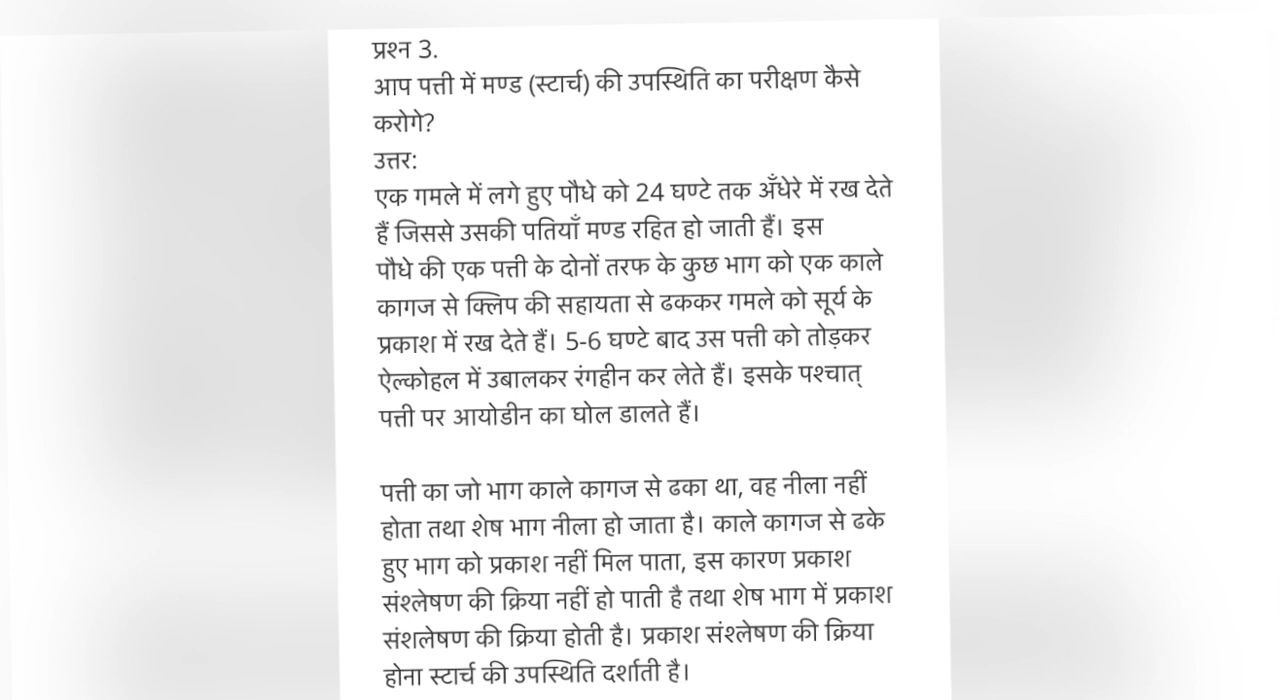 प्रश्न 3.
आप पत्ती में मण्ड (स्टार्च) की उपस्थिति का परीक्षण कैसे
करोगे?
उत्तर:
एक गमले में लगे हुए पौधे को 24 घण्टे तक अँधेरे में रख देते
हैं जिससे उसकी पतियाँ मण्ड रहित हो जाती हैं। इस
पौधे की एक पत्ती के दोनों तरफ के कुछ भाग को एक काले
कागज से क्लिप की सहायता से ढककर गमले को सूर्य के
प्रकाश में रख देते हैं। 5-6 घण्टे बाद उस पत्ती को तोड़कर
ऐल्कोहल में उबालकर रंगहीन कर लेते हैं। इसके पश्चात्
पत्ती पर आयोडीन का घोल डालते हैं।
पत्ती का जो भाग काले कागज से ढका था, वह नीला नहीं
होता तथा शेष भाग नीला हो जाता है। काले कागज से ढके
हुए भाग को प्रकाश नहीं मिल पाता, इस कारण प्रकाश
संश्लेषण की क्रिया नहीं हो पाती है तथा शेष भाग में प्रकाश
संशलेषण की क्रिया होती है। प्रकाश संश्लेषण की क्रिया
होना स्टार्च की उपस्थिति दर्शाती है।